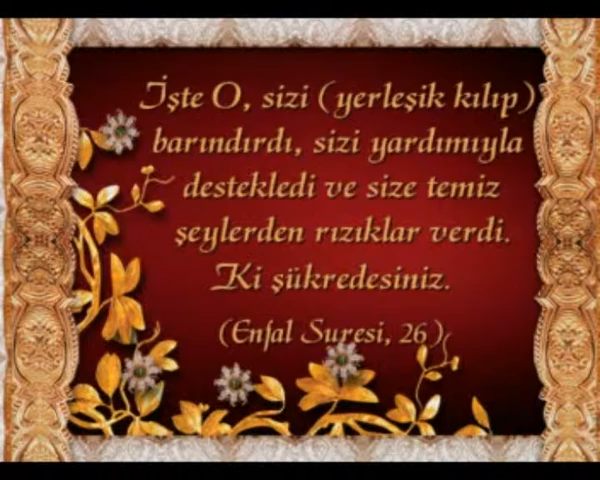 İşte O, sizi (yerleşik kılıp)
barındırdı, sizi yardımıyla
destekledi ve size temiz
şeylerden rızıklar verdi.
Ki şükredesiniz.
(Enfal Suresi, 26)